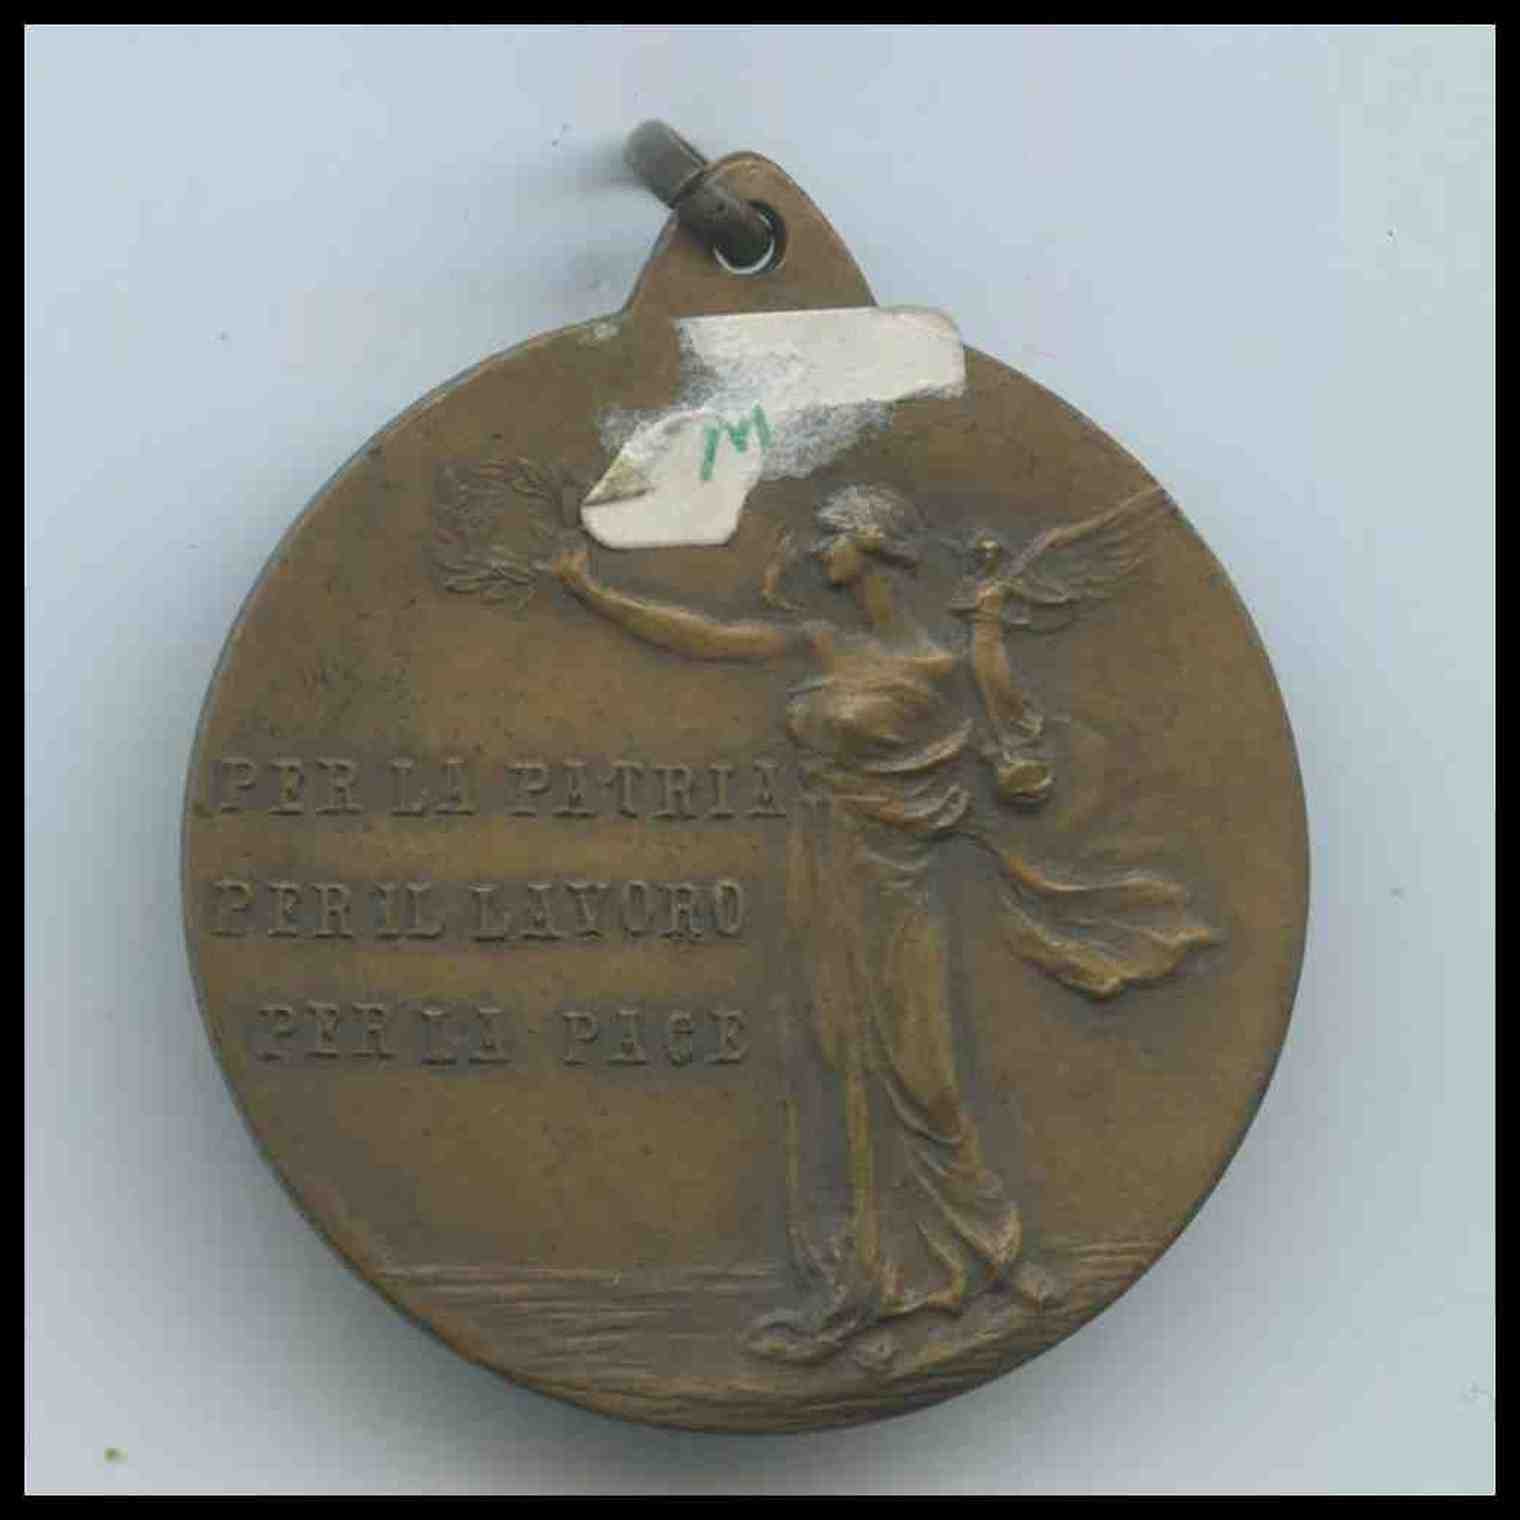 M
PER LA PATRIA
PER IL LAVORO
PER LA PACE